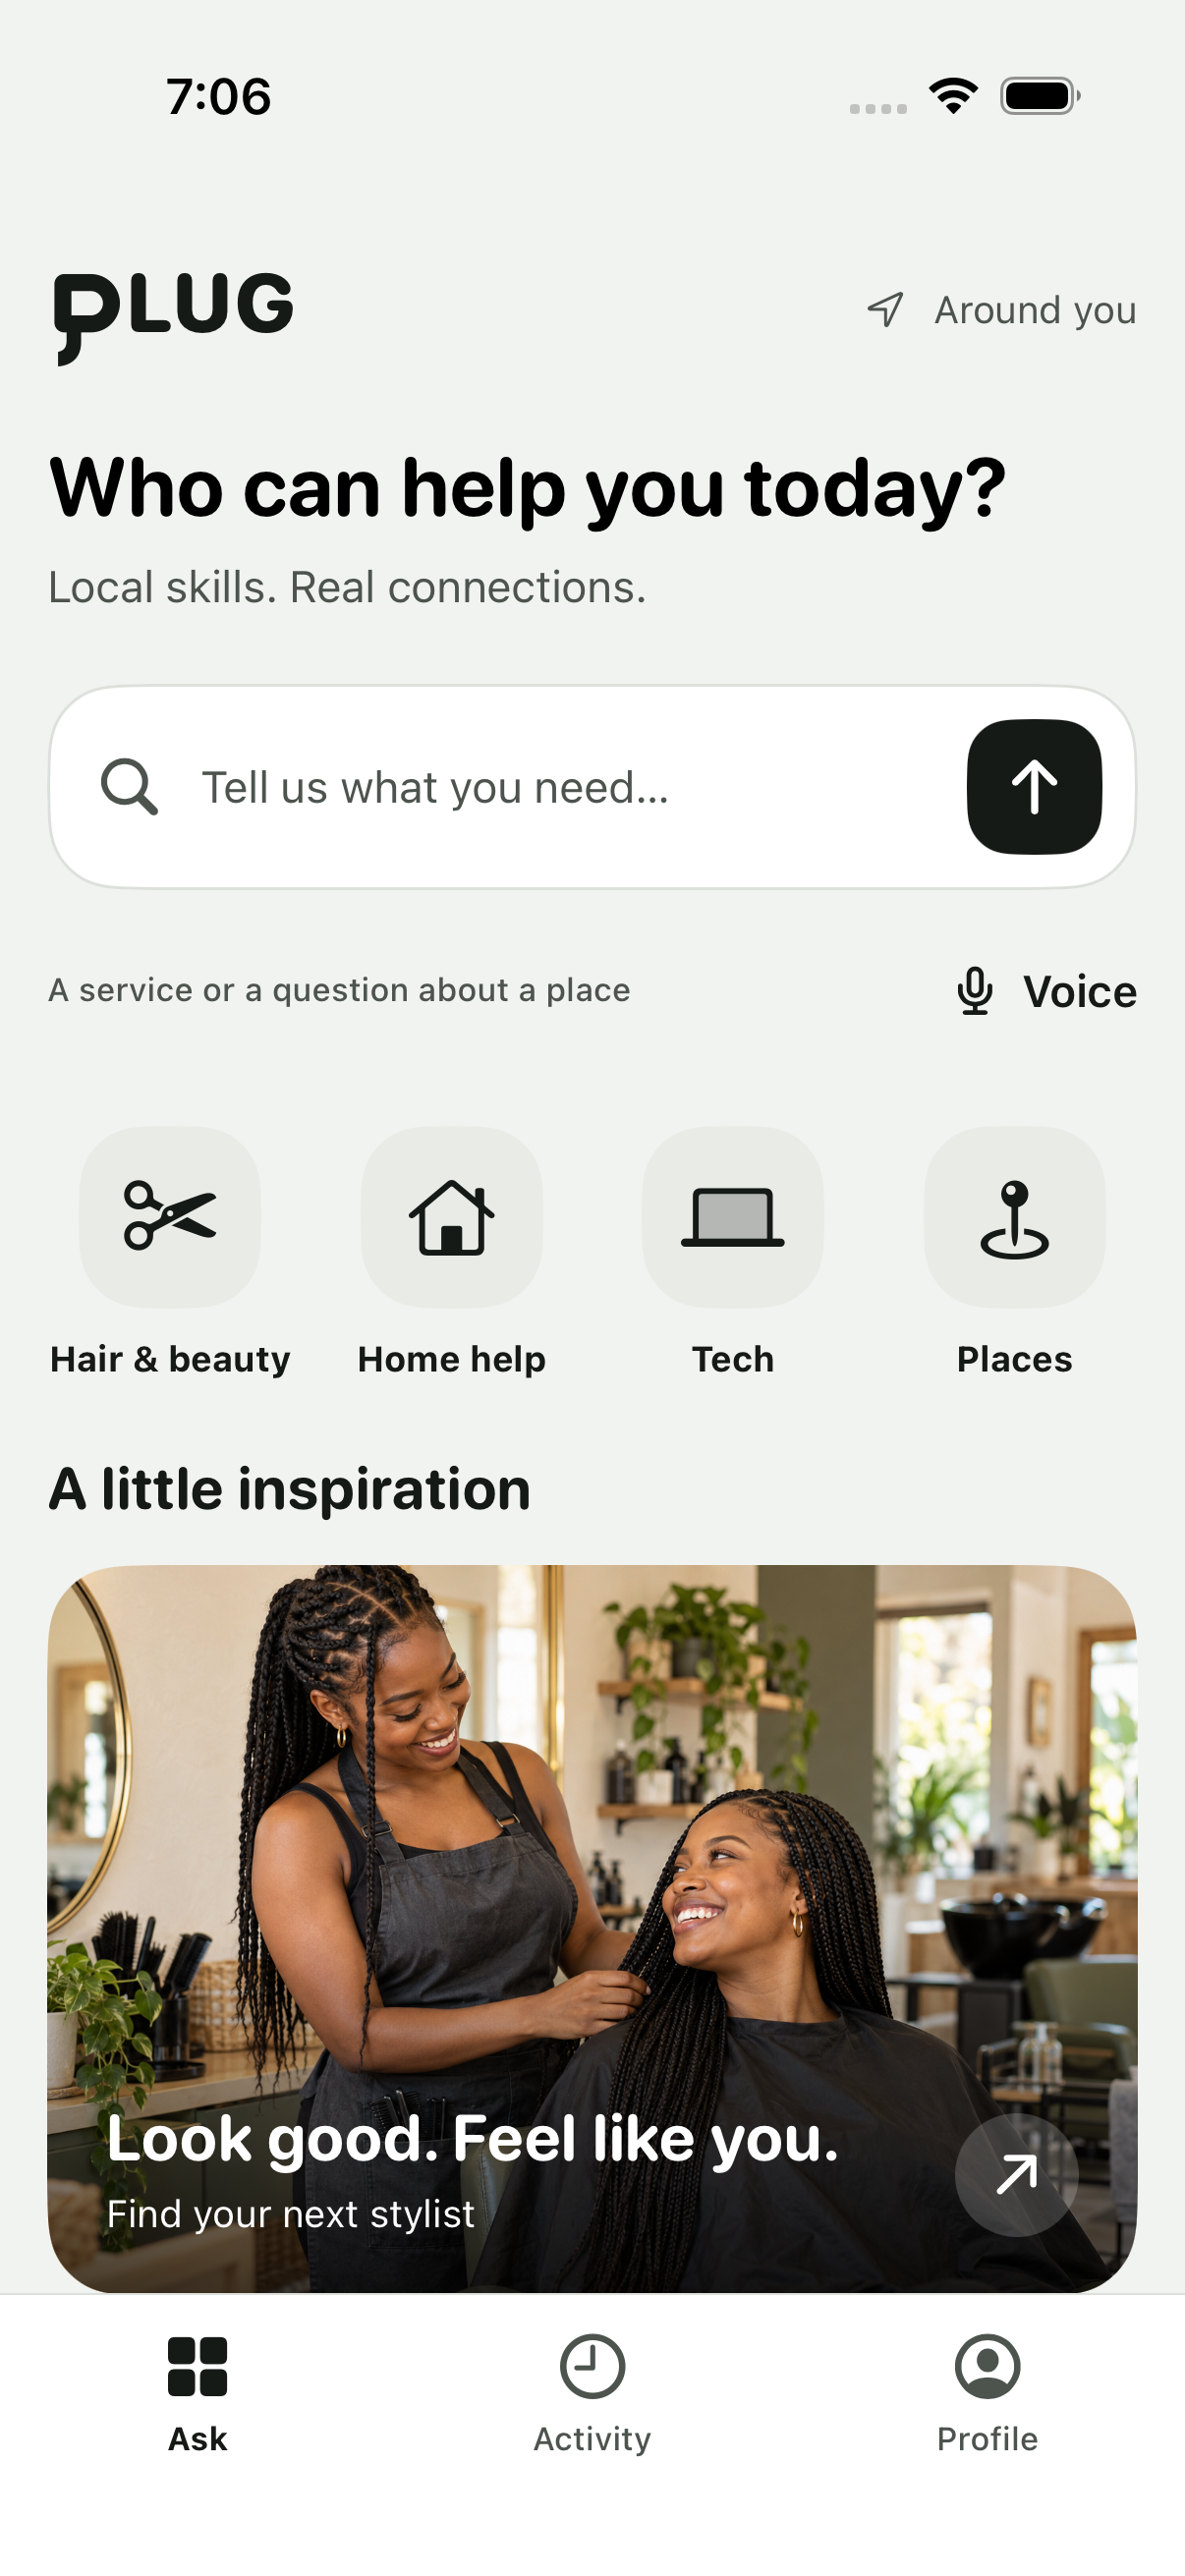 7:06
PLUG
Around you
Who can help you today?
Local skills. Real connections.
Tell us what you need...
A service or a question about a place
Voice
Hair & beauty
Home help
Tech
Places
A little inspiration
Look good. Feel like you.
Find your next stylist
Ask
Activity
Profile